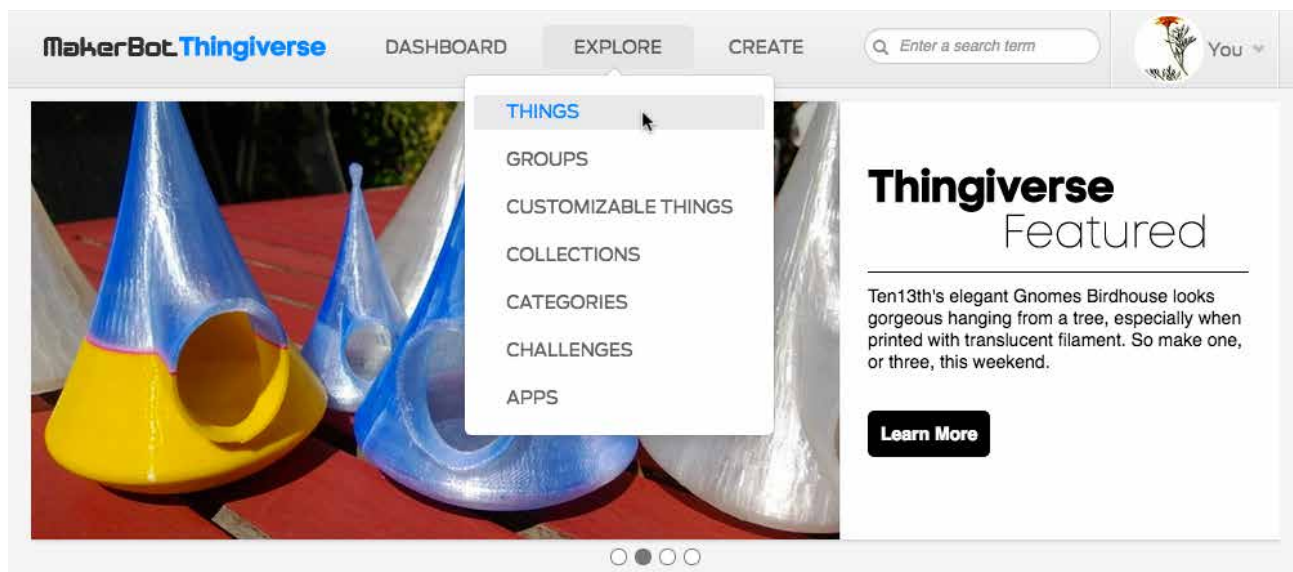 MakerBot Thingiverse DASHBOARD EXPLORE CREATE Enter a search term You
THINGS
GROUPS
CUSTOMIZABLE THINGS
COLLECTIONS
CATEGORIES
CHALLENGES
APPS
Thingiverse
Featured
Ten13th's elegant Gnomes Birdhouse looks
gorgeous hanging from a tree, especially when
printed with translucent filament. So make one,
or three, this weekend.
Learn More